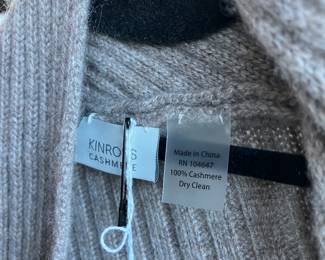 KINROSS
CASHMERE
Made in China
RN 104647
100% Cashmere
Dry Clean